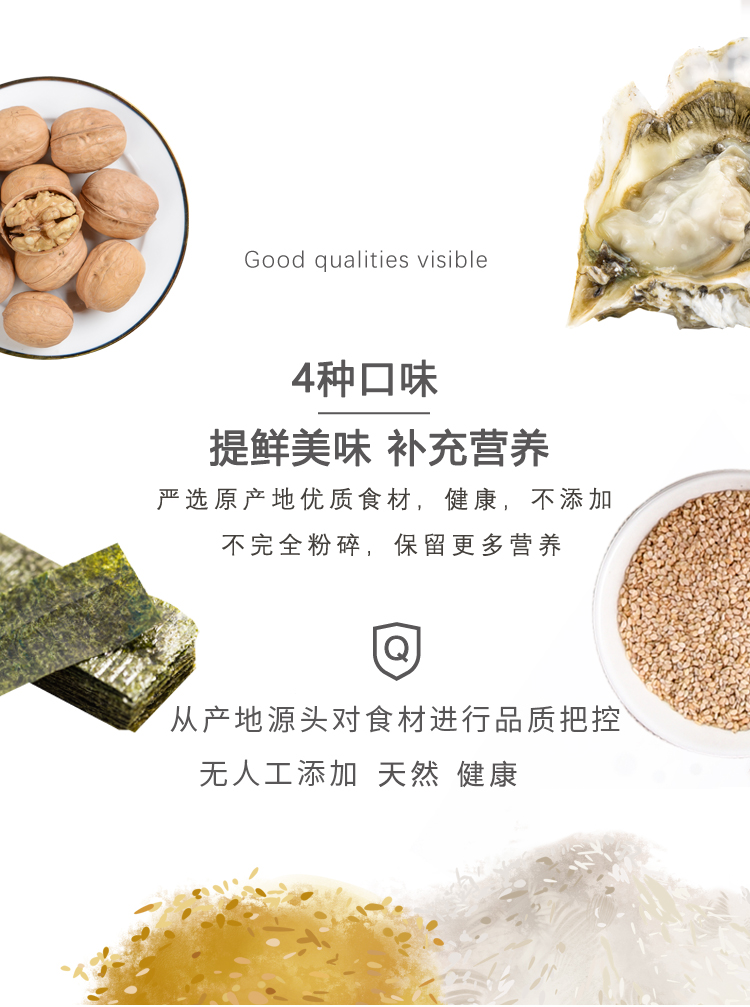 Good qualities visible
4种口味
提鲜美味 补充营养
严选原产地优质食材，健康，不添加
不完全粉碎，保留更多营养
Q
从产地源头对食材进行品质把控
无人工添加 天然 健康